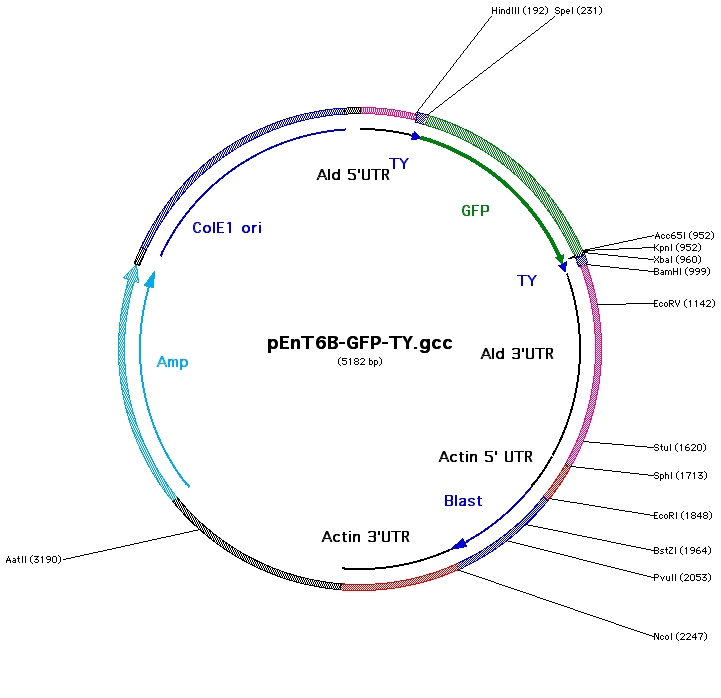 HindIII (192) SpeI (231)
TY
Ald 5'UTR
GFP
ColE1 ori
Acc65I (952)
KpnI (952)
XbaI (960)
BamHI (999)
TY
EcoRV (1142)
pEnT6B-GFP-TY.gcc
(5182 bp)
Ald 3'UTR
Amp
StuI (1620)
Actin 5' UTR
SphI (1713)
Blast
EcoRI (1848)
Actin 3'UTR
BstZI (1964)
AatII (3190)
PvuII (2053)
NcoI (2247)